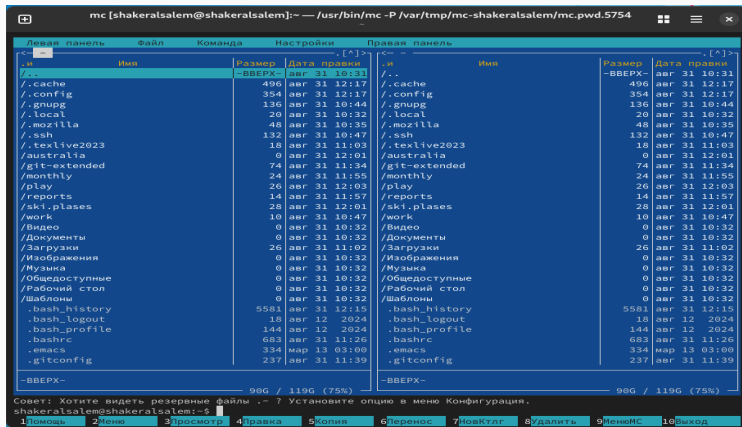 mc [shakeralsalem@shakeralsalem]:~ — /usr/bin/mc -P /var/tmp/mc-shakeralsalem/mc.pwd.5754
~
Левая панель Файл Команда Настройки Правая панель
<— ~ —.[^]> <— ~ —.[^]>
.и Имя Размер Дата правки .и Имя Размер Дата правки
/.. -ВВЕРХ- авг 31 10:31 /.. -ВВЕРХ- авг 31 10:31
/.cache 496 авг 31 12:17 /.cache 496 авг 31 12:17
/.config 354 авг 31 12:17 /.config 354 авг 31 12:17
/.gnupg 136 авг 31 10:44 /.gnupg 136 авг 31 10:44
/.local 20 авг 31 10:32 /.local 20 авг 31 10:32
/.mozilla 48 авг 31 10:35 /.mozilla 48 авг 31 10:35
/.ssh 132 авг 31 10:47 /.ssh 132 авг 31 10:47
/.texlive2023 18 авг 31 11:03 /.texlive2023 18 авг 31 11:03
/australia 0 авг 31 12:01 /australia 0 авг 31 12:01
/git-extended 74 авг 31 11:34 /git-extended 74 авг 31 11:34
/monthly 24 авг 31 11:55 /monthly 24 авг 31 11:55
/play 26 авг 31 12:03 /play 26 авг 31 12:03
/reports 14 авг 31 11:57 /reports 14 авг 31 11:57
/ski.plases 28 авг 31 12:01 /ski.plases 28 авг 31 12:01
/work 10 авг 31 10:47 /work 10 авг 31 10:47
/Видео 0 авг 31 10:32 /Видео 0 авг 31 10:32
/Документы 0 авг 31 10:32 /Документы 0 авг 31 10:32
/Загрузки 26 авг 31 11:02 /Загрузки 26 авг 31 11:02
/Изображения 0 авг 31 10:32 /Изображения 0 авг 31 10:32
/Музыка 0 авг 31 10:32 /Музыка 0 авг 31 10:32
/Общедоступные 0 авг 31 10:32 /Общедоступные 0 авг 31 10:32
/Рабочий стол 0 авг 31 10:32 /Рабочий стол 0 авг 31 10:32
/Шаблоны 0 авг 31 10:32 /Шаблоны 0 авг 31 10:32
.bash_history 5581 авг 31 12:15 .bash_history 5581 авг 31 12:15
.bash_logout 18 авг 12 2024 .bash_logout 18 авг 12 2024
.bash_profile 144 авг 12 2024 .bash_profile 144 авг 12 2024
.bashrc 683 авг 31 11:26 .bashrc 683 авг 31 11:26
.emacs 334 мар 13 03:00 .emacs 334 мар 13 03:00
.gitconfig 237 авг 31 11:39 .gitconfig 237 авг 31 11:39
-ВВЕРХ- -ВВЕРХ-
90G / 119G (75%) 90G / 119G (75%)
Совет: Хотите видеть резервные файлы .~ ? Установите опцию в меню Конфигурация.
shakeralsalem@shakeralsalem:~$
1Помощь 2Меню 3Просмотр 4Правка 5Копия 6Перенос 7НовКтлг 8Удалить 9МенюМС 10Выход